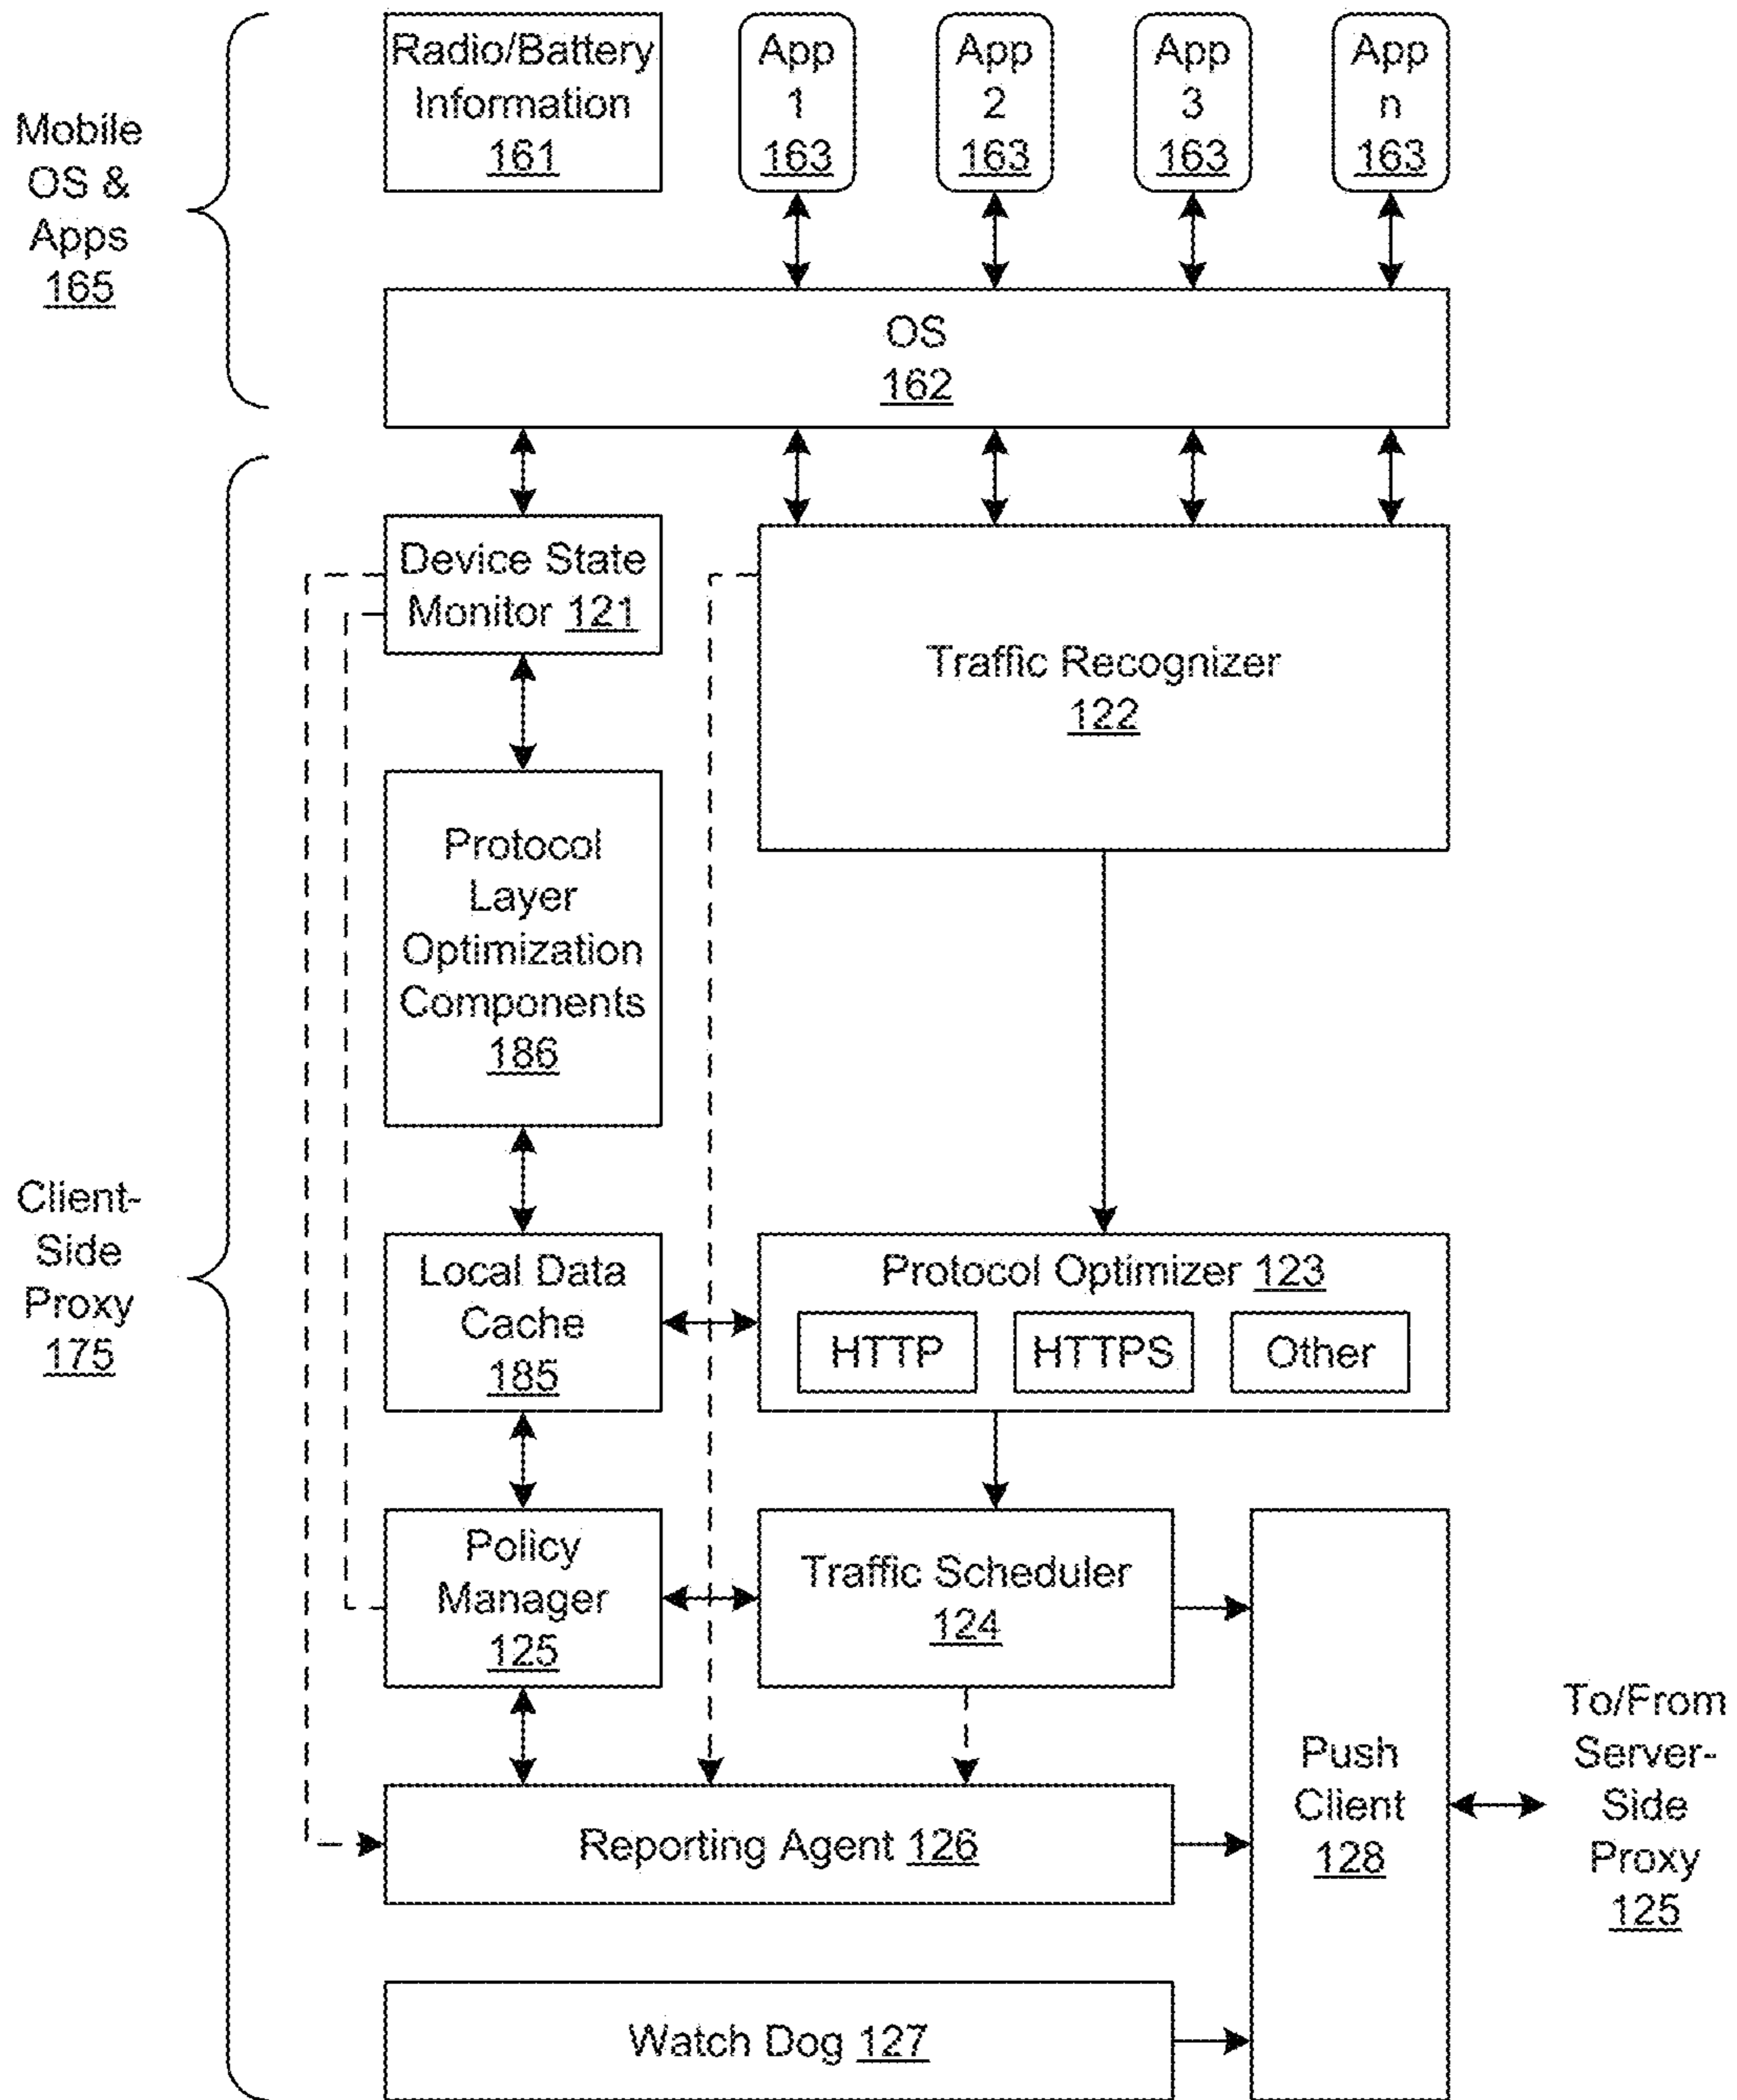 Mobile
OS &
Apps
165
Radio/Battery
Information
161
App
1
163
App
2
163
App
3
163
App
n
163
OS
162
Client-
Side
Proxy
175
Device State
Monitor 121
Traffic Recognizer
122
Protocol
Layer
Optimization
Components
186
Local Data
Cache
185
Protocol Optimizer 123
HTTP
HTTPS
Other
Policy
Manager
125
Traffic Scheduler
124
Reporting Agent 126
Watch Dog 127
Push
Client
128
To/From
Server-
Side
Proxy
125